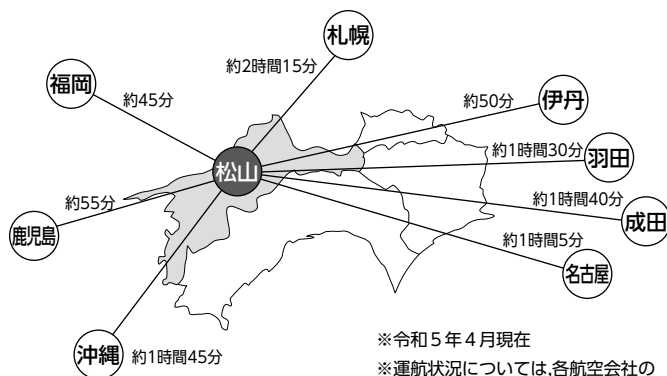 札幌
約2時間15分
福岡
約45分
伊丹
約50分
羽田
約1時間30分
松山
成田
約1時間40分
鹿児島
約55分
名古屋
約1時間5分
沖縄
約1時間45分
※令和5年4月現在
※運航状況については,各航空会社の